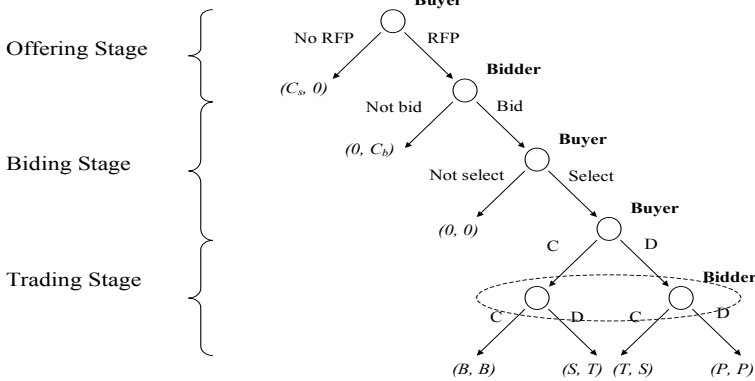 Buyer
Offering Stage
No RFP
RFP
Bidder
(Cs, 0)
Not bid
Bid
Buyer
(0, Cb)
Biding Stage
Not select
Select
Buyer
(0, 0)
C
D
Trading Stage
Bidder
C
D
C
D
(B, B)
(S, T)
(T, S)
(P, P)